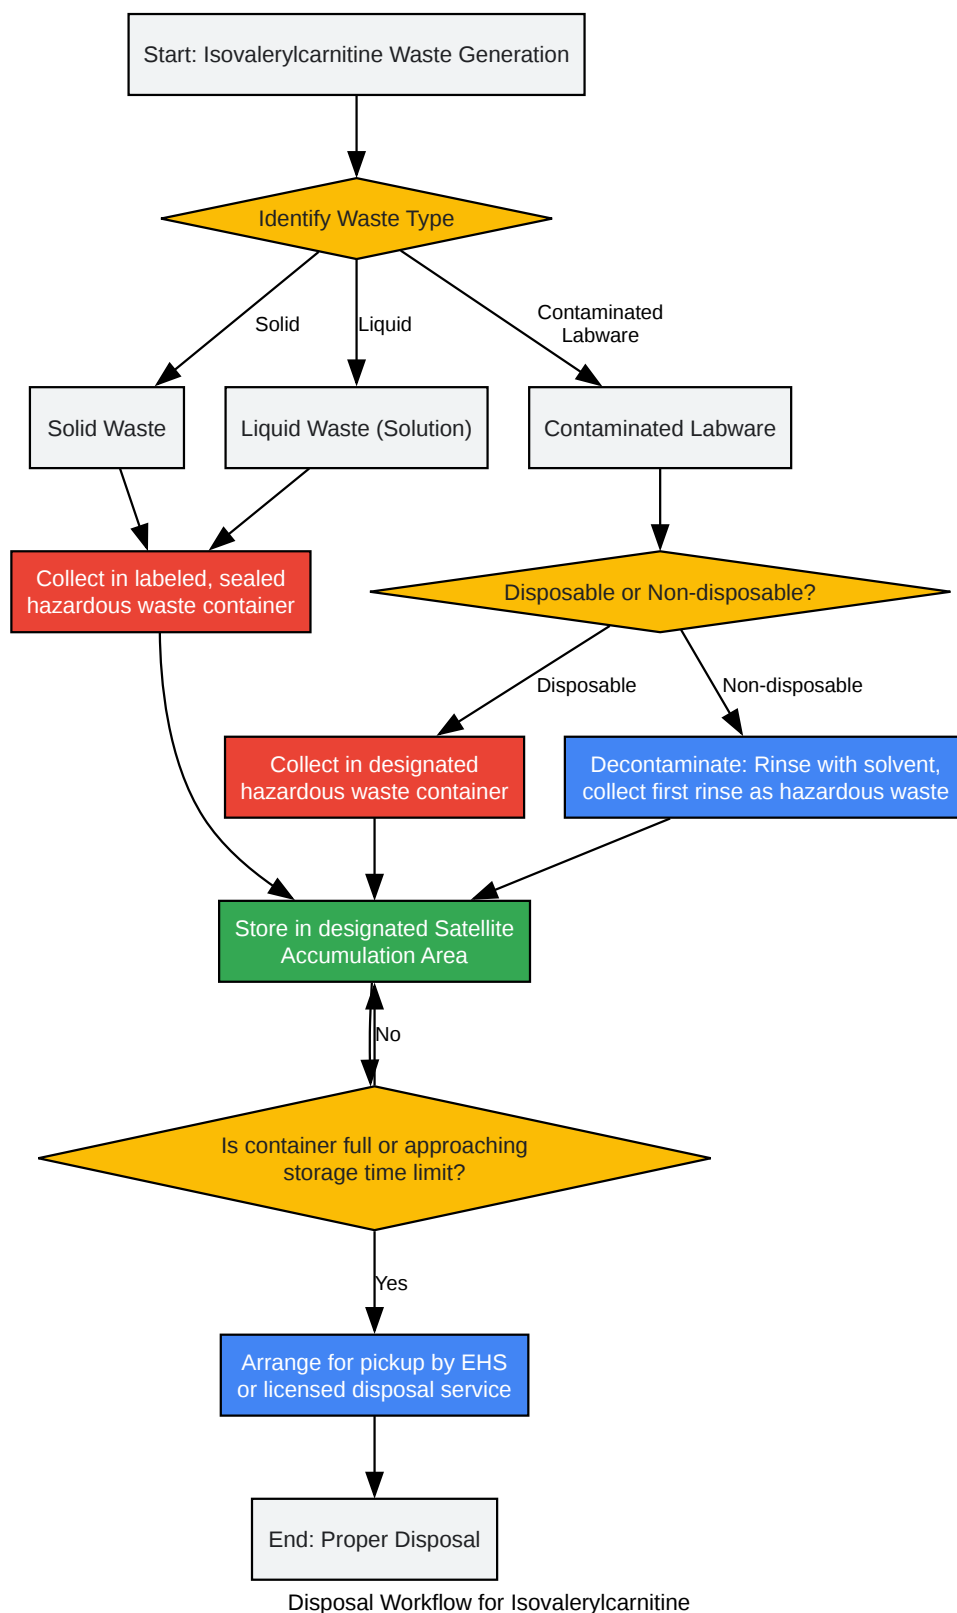 Start: Isovalerylcarnitine Waste Generation
Identify Waste Type
Solid
Liquid
Contaminated
Labware
Solid Waste
Liquid Waste (Solution)
Contaminated Labware
Collect in labeled, sealed
hazardous waste container
Disposable or Non-disposable?
Disposable
Non-disposable
Collect in designated
hazardous waste container
Decontaminate: Rinse with solvent,
collect first rinse as hazardous waste
Store in designated Satellite
Accumulation Area
No
Is container full or approaching
storage time limit?
Yes
Arrange for pickup by EHS
or licensed disposal service
End: Proper Disposal
Disposal Workflow for Isovalerylcarnitine